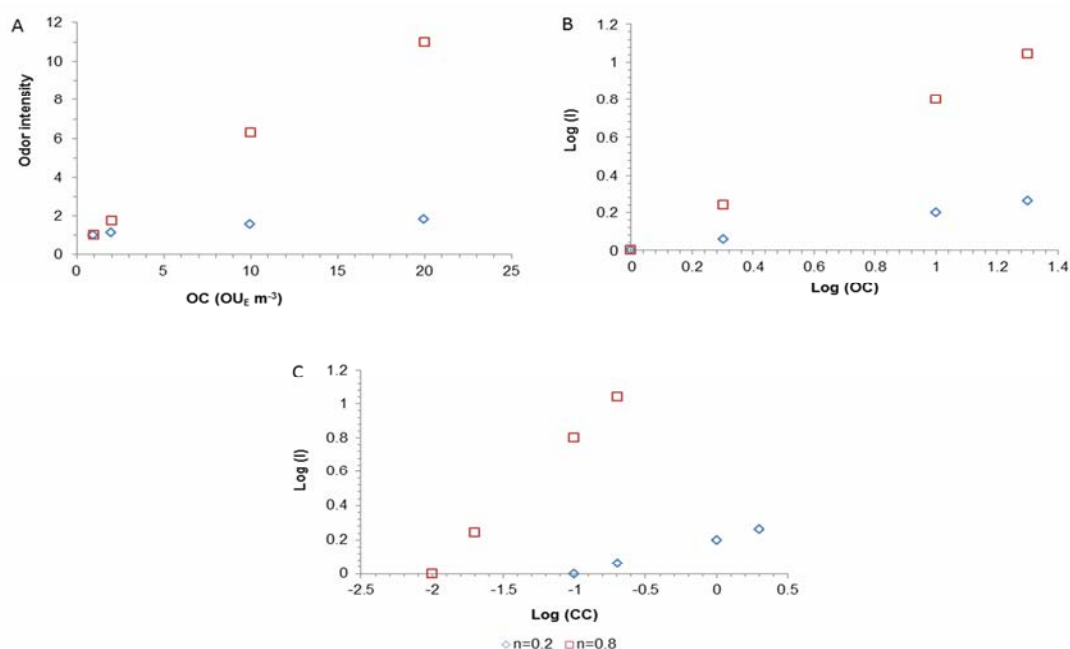 A
12
10
8
6
4
2
0
Odor intensity
0 5 10 15 20 25
OC (OU_E m⁻³)
B
1.2
1
0.8
0.6
0.4
0.2
0
Log (I)
0 0.2 0.4 0.6 0.8 1 1.2 1.4
Log (OC)
C
1.2
1
0.8
0.6
0.4
0.2
0
Log (I)
-2.5 -2 -1.5 -1 -0.5 0 0.5
Log (CC)
n=0.2 n=0.8